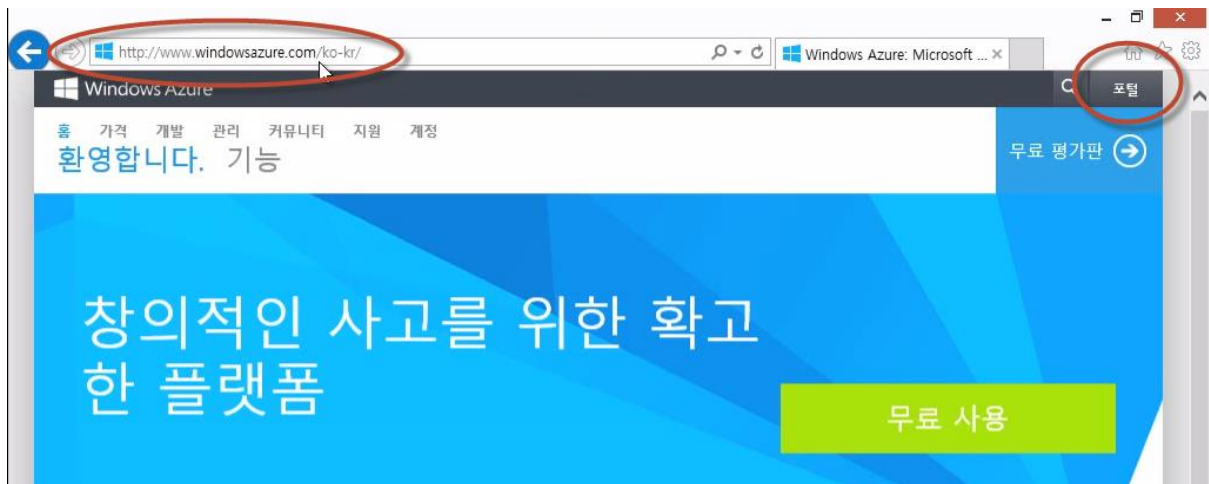 http://www.windowsazure.com/ko-kr/
Windows Azure: Microsoft ...
Windows Azure
포털
홈 가격 개발 관리 커뮤니티 지원 계정
환영합니다. 기능
무료 평가판
창의적인 사고를 위한 확고
한 플랫폼
무료 사용